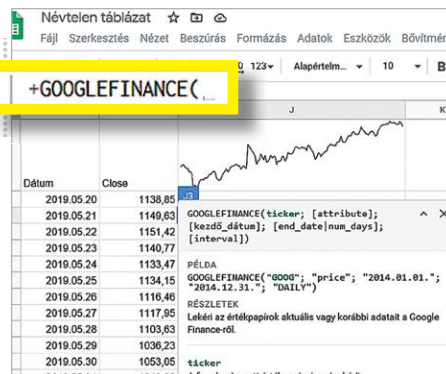 Névtelen táblázat
Fájl Szerkesztés Nézet Beszúrás Formázás Adatok Eszközök Bővítmér
123 Alapértelm... 10 B
+GOOGLEFINANCE(
J K
Dátum Close
2019.05.20 1138,85 J3
2019.05.21 1149,63
2019.05.22 1151,42
2019.05.23 1140,77
2019.05.24 1133,47
2019.05.25 1134,15
2019.05.26 1116,46
2019.05.27 1117,95
2019.05.28 1103,63
2019.05.29 1036,23
2019.05.30 1053,05
GOOGLEFINANCE(ticker; [attribute];
[kezdő_dátum]; [end_date|num_days];
[interval])
PÉLDA
GOOGLEFINANCE("GOOG"; "price"; "2014.01.01.";
"2014.12.31."; "DAILY")
RÉSZLETEK
Lekéri az értékpapírok aktuális vagy korábbi adatait a Google
Finance-ről.
ticker